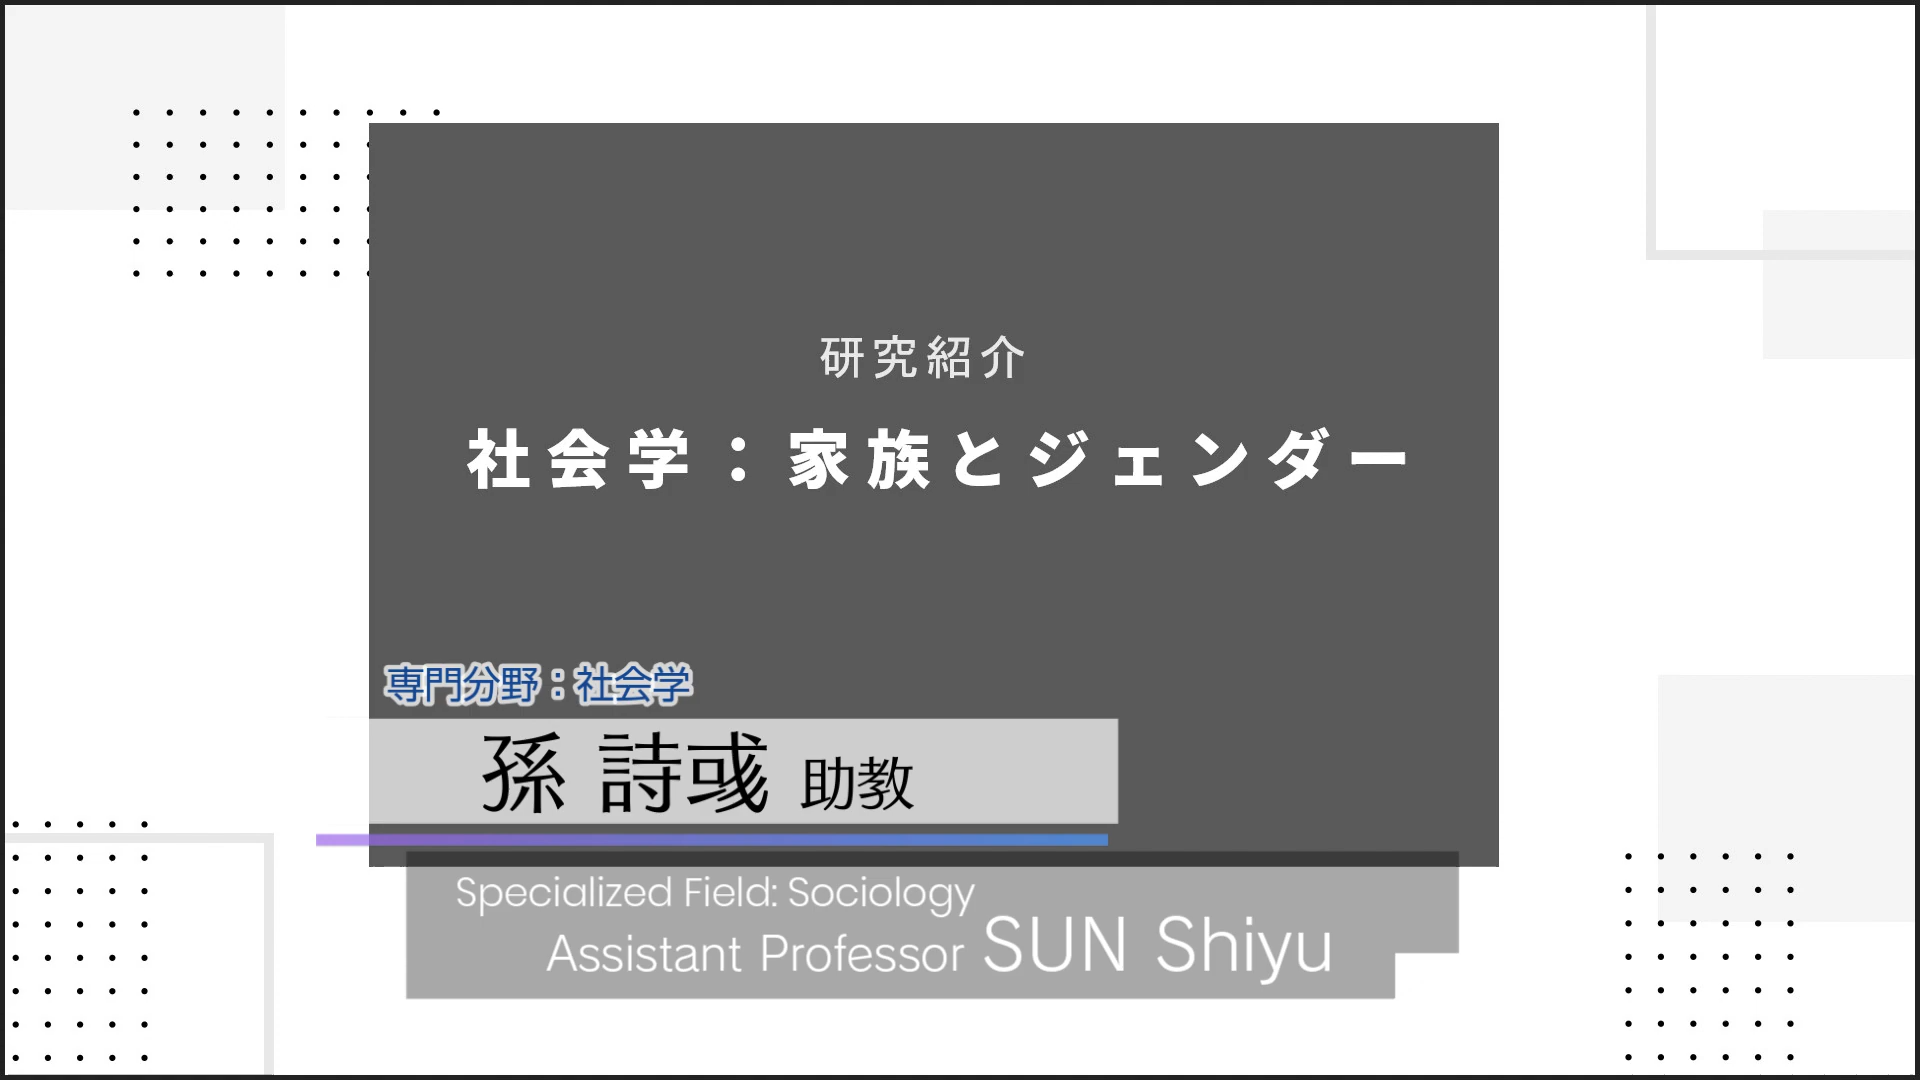 研究紹介
社会学：家族とジェンダー
専門分野：社会学
孫 詩彧 助教
Specialized Field: Sociology
Assistant Professor SUN Shiyu